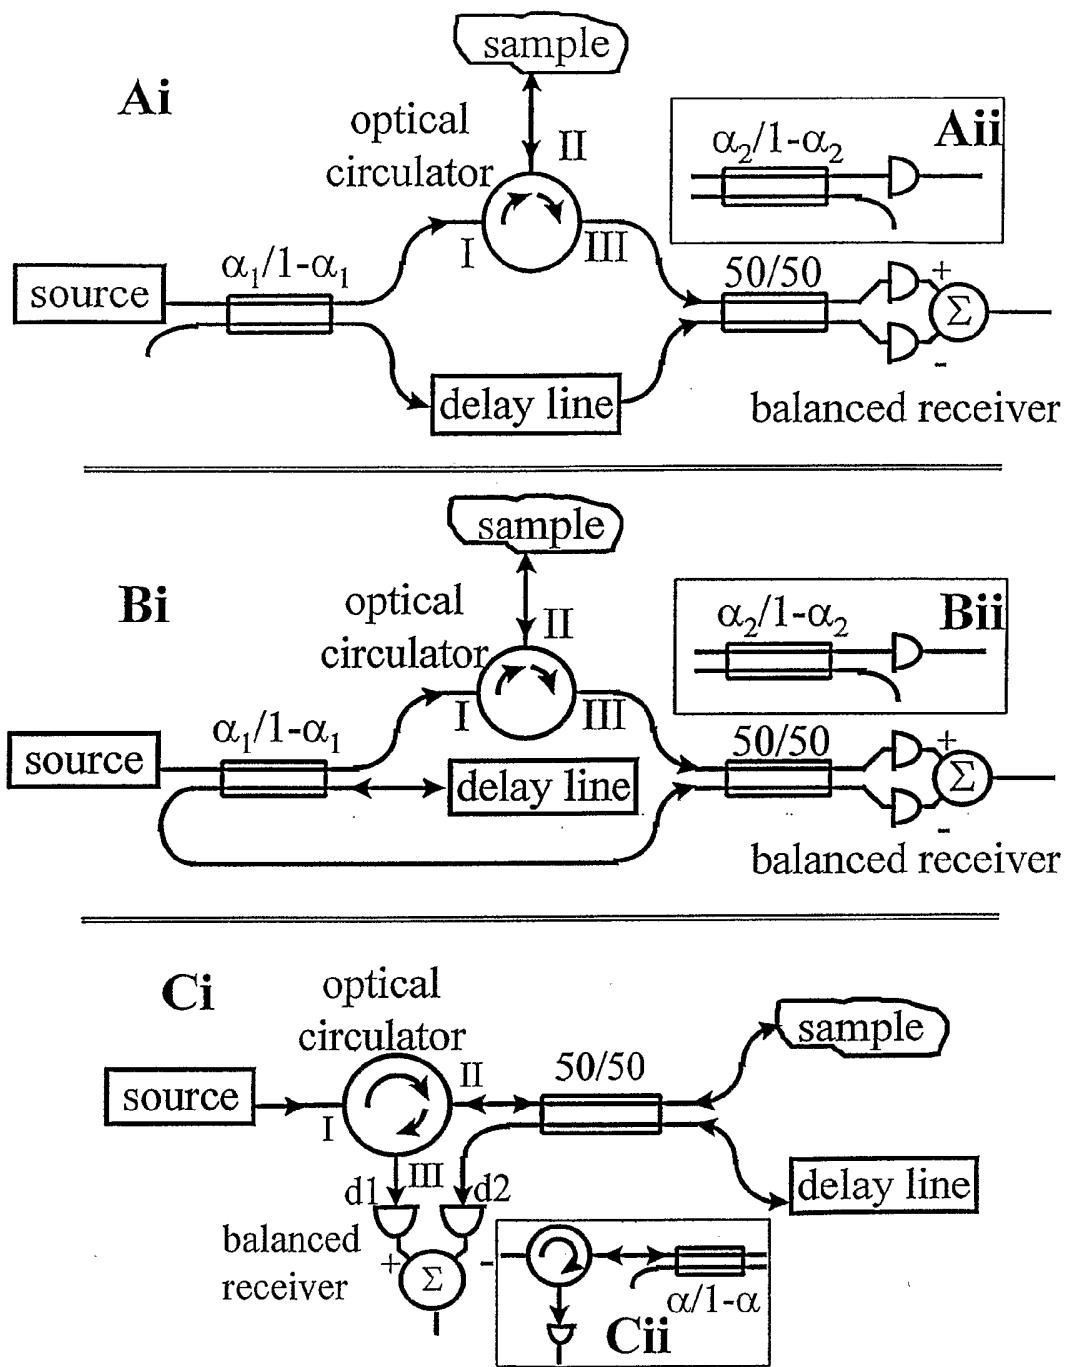 sample
Ai
optical
circulator
II
I
III
Aii
α₂/1-α₂
source
α₁/1-α₁
50/50
+
Σ
-
delay line
balanced receiver
sample
Bi
optical
circulator
II
I
III
Bii
α₂/1-α₂
source
α₁/1-α₁
50/50
+
Σ
-
delay line
balanced receiver
Ci
optical
circulator
sample
II
50/50
source
I
III
d1
d2
delay line
balanced
receiver
+
Σ
-
α/1-α
Cii